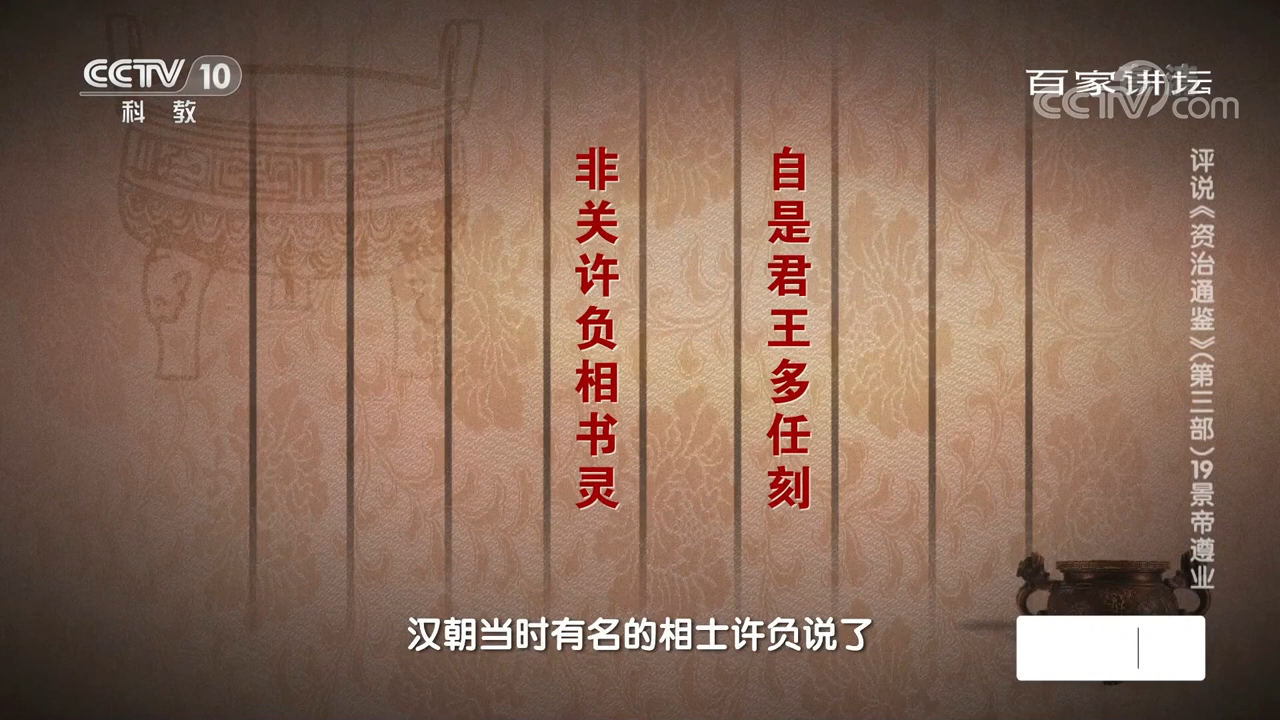 CCTV 10
科 教
百家讲坛
CCTV.com
评说《资治通鉴》（第三部）19景帝遵业
自是君王多任刻
非关许负相书灵
汉朝当时有名的相士许负说了